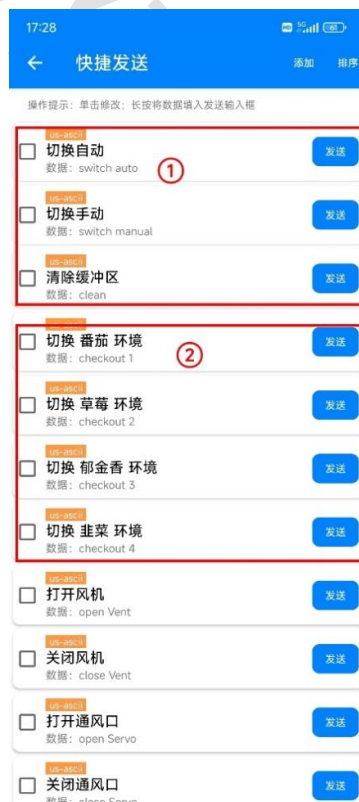 17:28
HD 5G
快捷发送
添加 排序
操作提示：单击修改；长按将数据填入发送输入框
us-ascii
切换自动
数据：switch auto
发送
①
us-ascii
切换手动
数据：switch manual
发送
us-ascii
清除缓冲区
数据：clean
发送
切换 番茄 环境
数据：checkout 1
发送
②
us-ascii
切换 草莓 环境
数据：checkout 2
发送
us-ascii
切换 郁金香 环境
数据：checkout 3
发送
us-ascii
切换 韭菜 环境
数据：checkout 4
发送
us-ascii
打开风机
数据：open Vent
发送
us-ascii
关闭风机
数据：close Vent
发送
us-ascii
打开通风口
数据：open Servo
发送
us-ascii
关闭通风口
数据：close Servo
发送